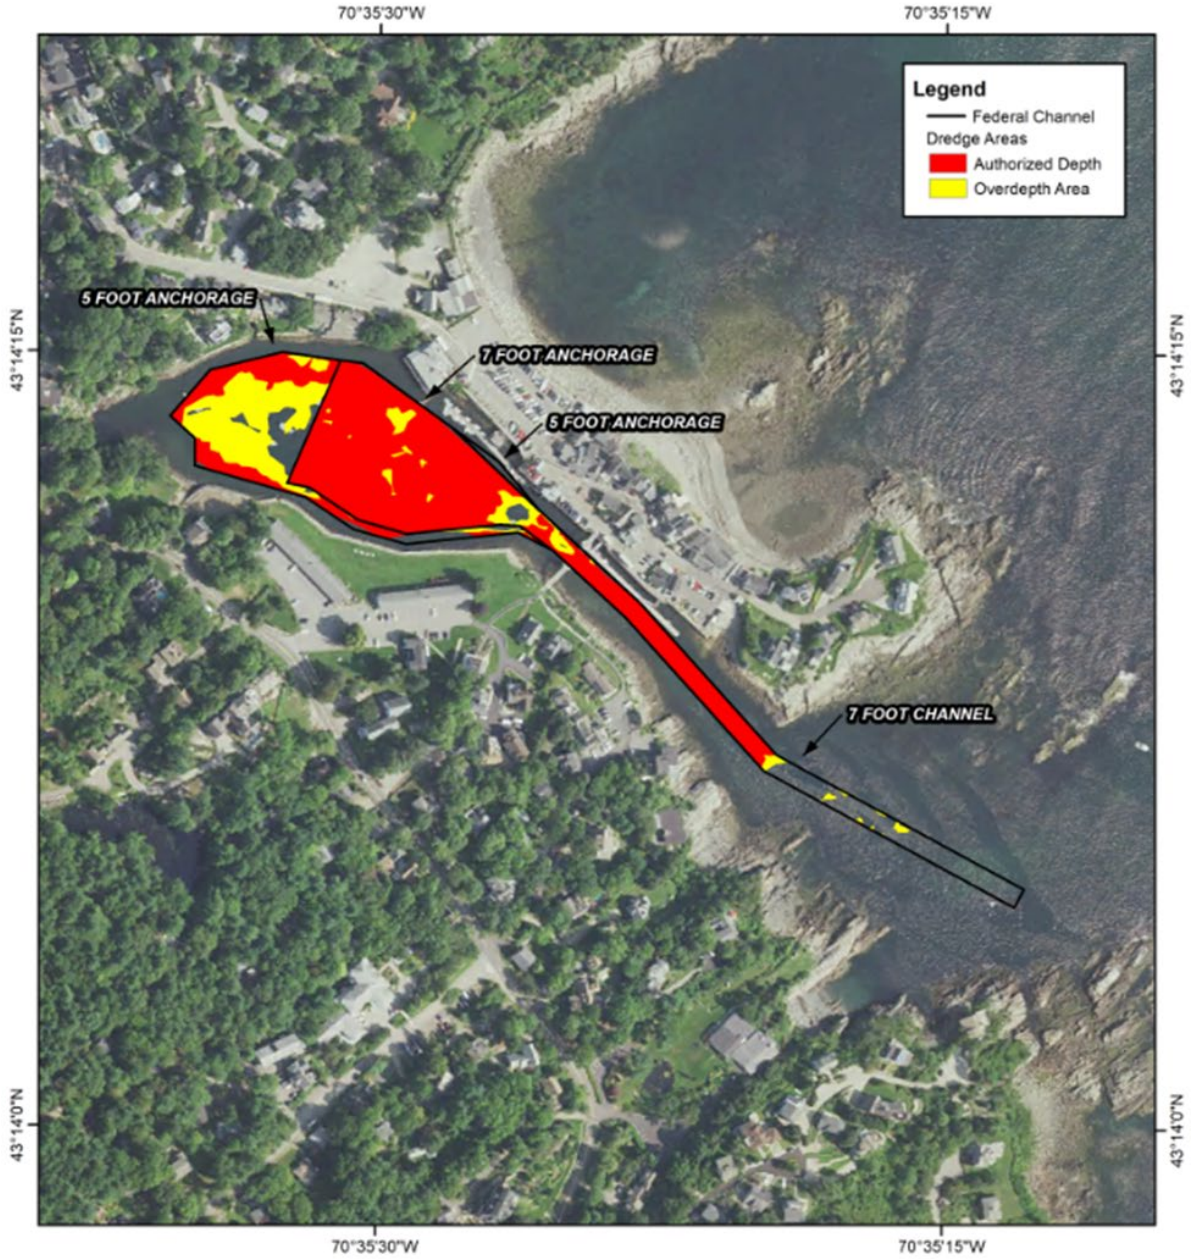 70°35'30"W
70°35'15"W
Legend
Federal Channel
Dredge Areas
Authorized Depth
Overdepth Area
5 FOOT ANCHORAGE
43°14'15"N
43°14'15"N
7 FOOT ANCHORAGE
5 FOOT ANCHORAGE
7 FOOT CHANNEL
43°14'0"N
43°14'0"N
70°35'30"W
70°35'15"W